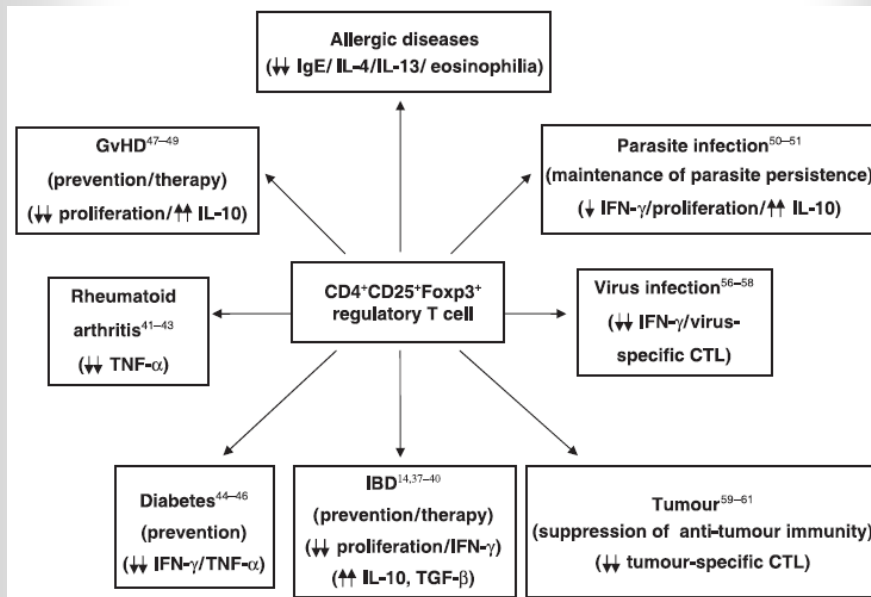 Allergic diseases
(↓↓ IgE/ IL-4/IL-13/ eosinophilia)
GvHD47–49
(prevention/therapy)
(↓↓ proliferation/↑↑ IL-10)
Parasite infection50–51
(maintenance of parasite persistence)
(↓ IFN-γ/proliferation/↑↑ IL-10)
Rheumatoid
arthritis41–43
(↓↓ TNF-α)
CD4+CD25+Foxp3+
regulatory T cell
Virus infection56–58
(↓↓ IFN-γ/virus-
specific CTL)
Diabetes44–46
(prevention)
(↓↓ IFN-γ/TNF-α)
IBD14,37–40
(prevention/therapy)
(↓↓ proliferation/IFN-γ)
(↑↑ IL-10, TGF-β)
Tumour59–61
(suppression of anti-tumour immunity)
(↓↓ tumour-specific CTL)